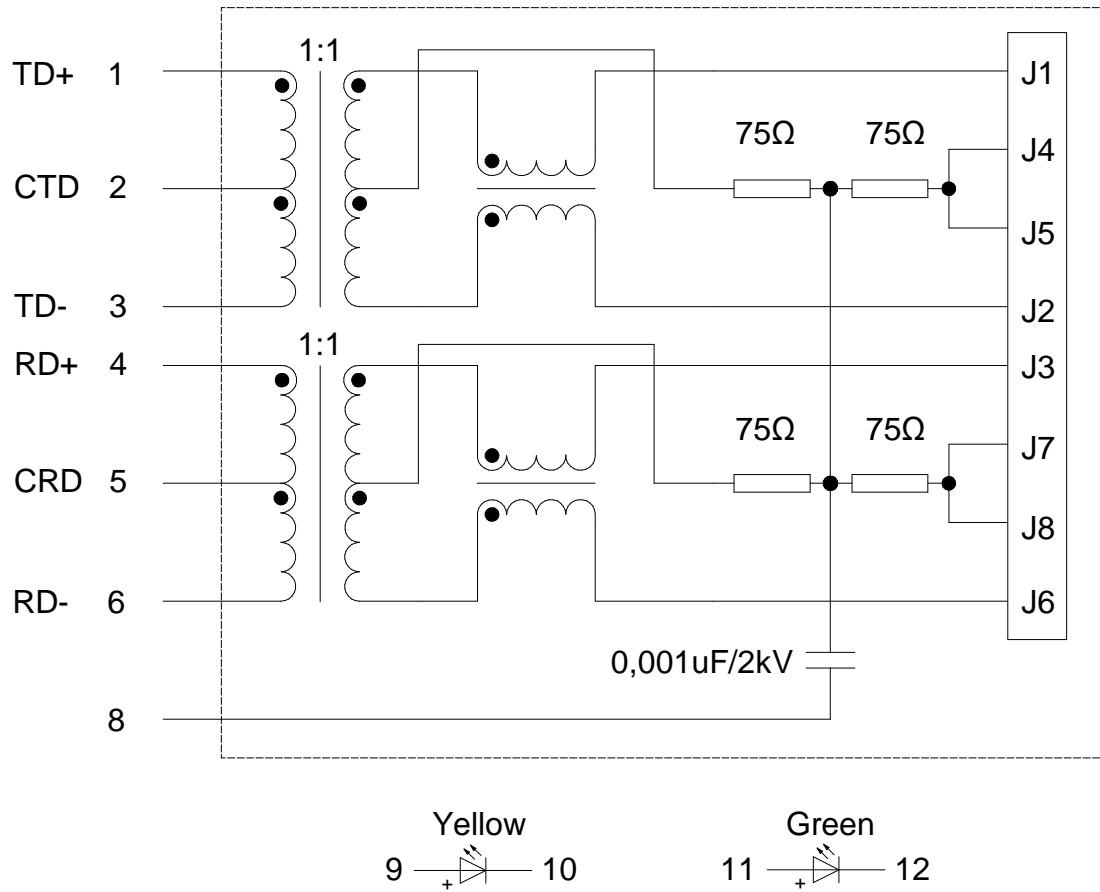 1:1
TD+ 1
J1
75Ω 75Ω
J4
CTD 2
J5
TD- 3
J2
1:1
RD+ 4
J3
75Ω 75Ω
J7
CRD 5
J8
RD- 6
J6
0,001uF/2kV
8
Yellow
9 + 10
Green
11 + 12